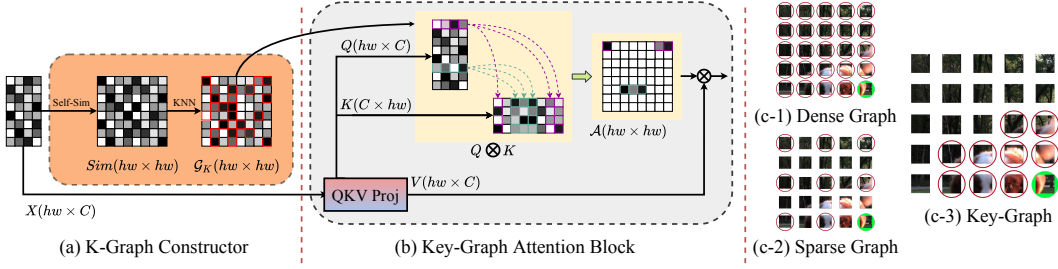 Self-Sim
KNN
Sim(hw × hw)
𝒢_K(hw × hw)
X(hw × C)
(a) K-Graph Constructor
Q(hw × C)
K(C × hw)
Q ⊗ K
𝒜(hw × hw)
QKV Proj
V(hw × C)
(b) Key-Graph Attention Block
(c-1) Dense Graph
(c-2) Sparse Graph
(c-3) Key-Graph